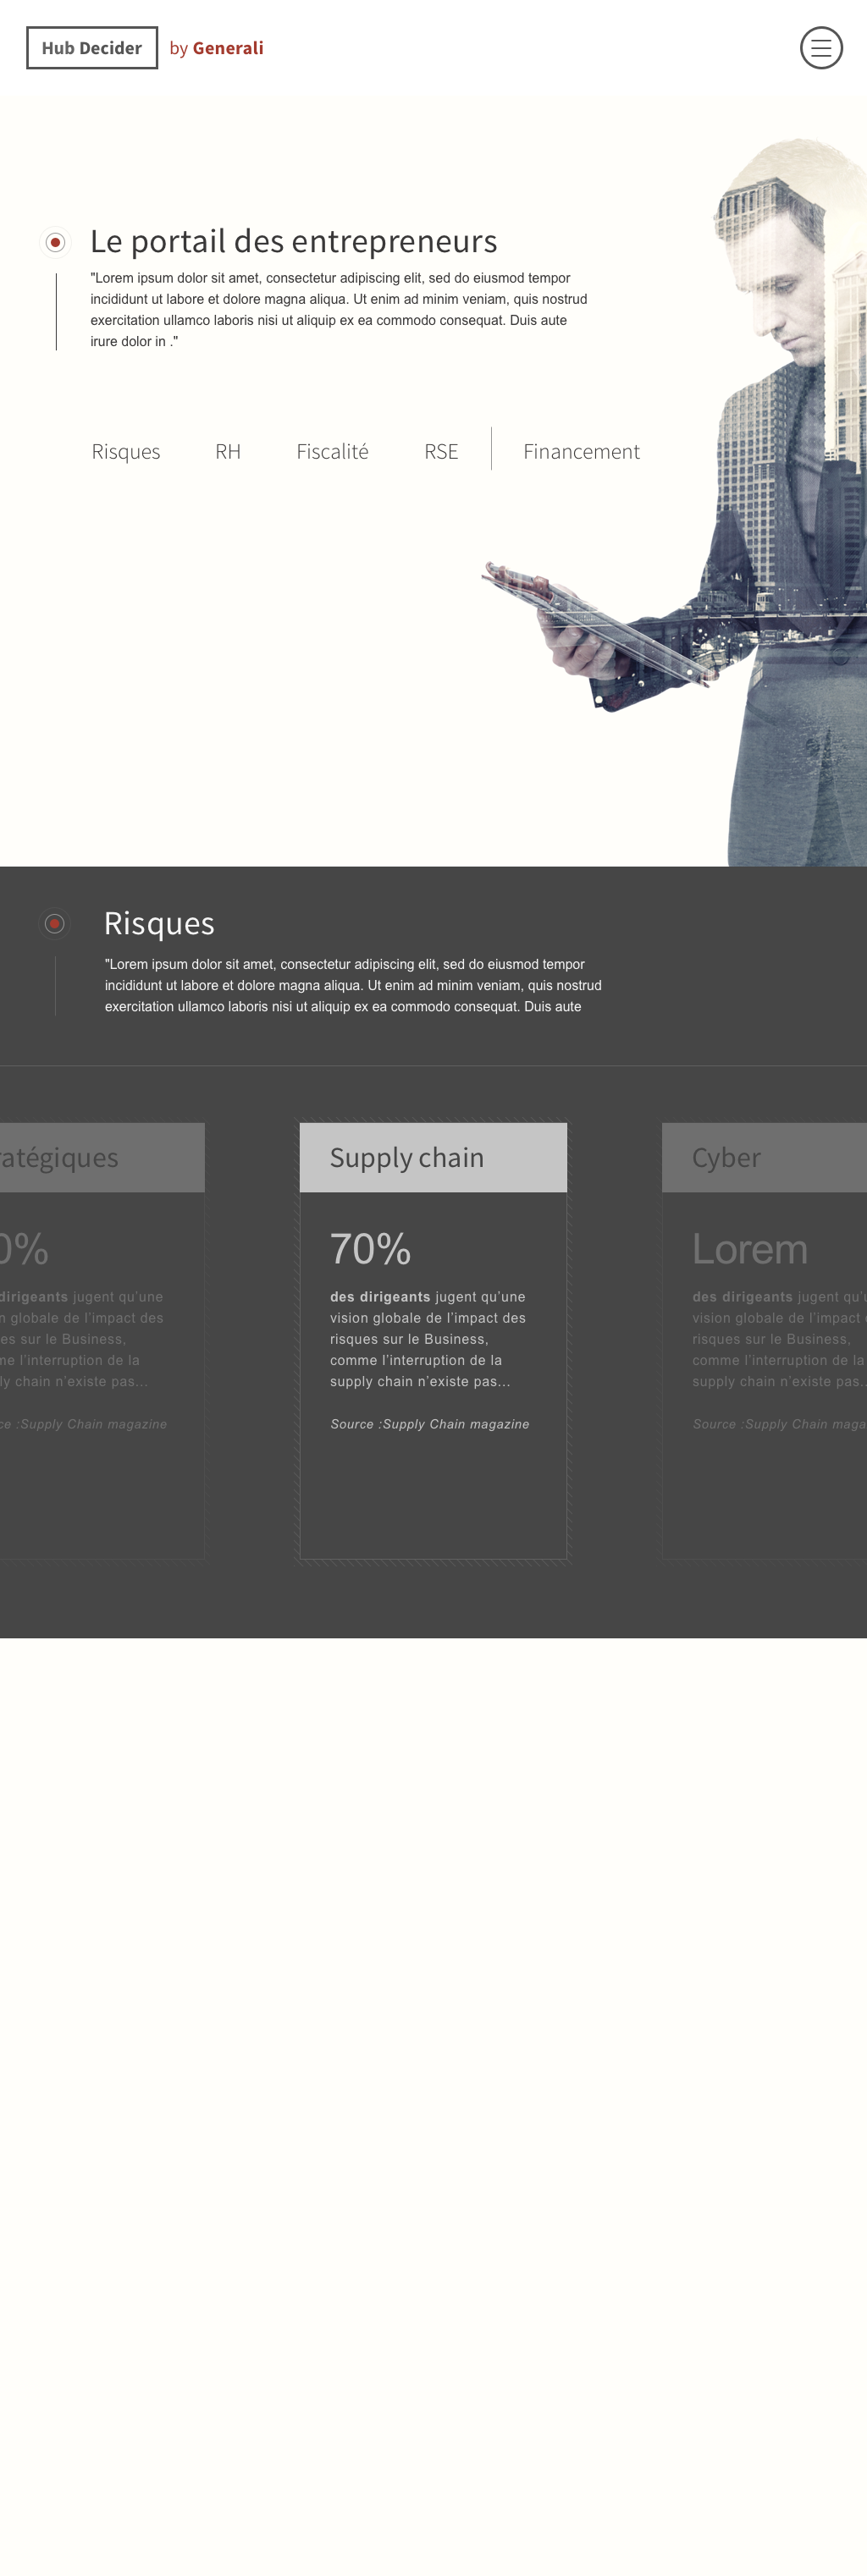 Hub Decider by Generali
Le portail des entrepreneurs
"Lorem ipsum dolor sit amet, consectetur adipiscing elit, sed do eiusmod tempor
incididunt ut labore et dolore magna aliqua. Ut enim ad minim veniam, quis nostrud
exercitation ullamco laboris nisi ut aliquip ex ea commodo consequat. Duis aute
irure dolor in ."
Risques RH Fiscalité RSE Financement
Risques
"Lorem ipsum dolor sit amet, consectetur adipiscing elit, sed do eiusmod tempor
incididunt ut labore et dolore magna aliqua. Ut enim ad minim veniam, quis nostrud
exercitation ullamco laboris nisi ut aliquip ex ea commodo consequat. Duis aute
atégiques
0%
dirigeants jugent qu’une
n globale de l’impact des
es sur le Business,
me l’interruption de la
ly chain n’existe pas...
ce :Supply Chain magazine
Supply chain
70%
des dirigeants jugent qu’une
vision globale de l’impact des
risques sur le Business,
comme l’interruption de la
supply chain n’existe pas...
Source :Supply Chain magazine
Cyber
Lorem
des dirigeants jugent qu’u
vision globale de l’impact
risques sur le Business,
comme l’interruption de la
supply chain n’existe pas..
Source :Supply Chain maga